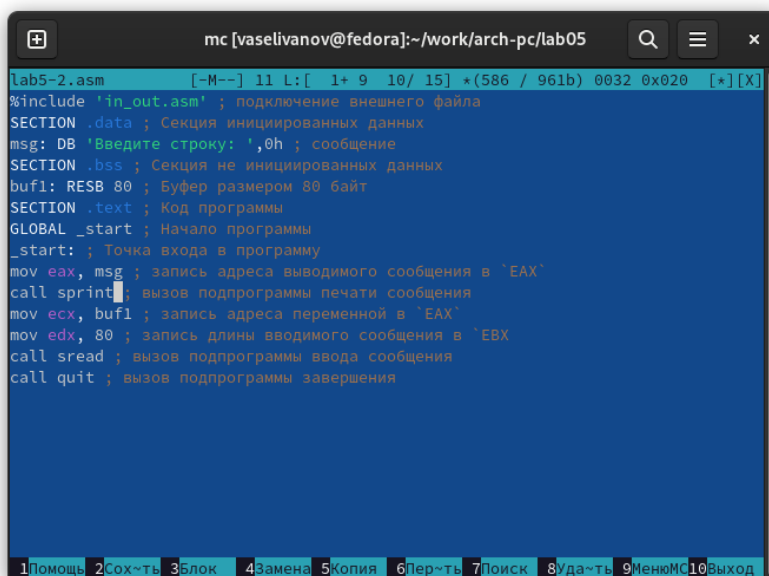 mc [vaselivanov@fedora]:~/work/arch-pc/lab05
lab5-2.asm [-M--] 11 L:[ 1+ 9 10/ 15] *(586 / 961b) 0032 0x020 [*][X]
%include 'in_out.asm' ; подключение внешнего файла
SECTION .data ; Секция инициированных данных
msg: DB 'Введите строку: ',0h ; сообщение
SECTION .bss ; Секция не инициированных данных
buf1: RESB 80 ; Буфер размером 80 байт
SECTION .text ; Код программы
GLOBAL _start ; Начало программы
_start: ; Точка входа в программу
mov eax, msg ; запись адреса выводимого сообщения в `EAX`
call sprint ; вызов подпрограммы печати сообщения
mov ecx, buf1 ; запись адреса переменной в `EAX`
mov edx, 80 ; запись длины вводимого сообщения в `EBX
call sread ; вызов подпрограммы ввода сообщения
call quit ; вызов подпрограммы завершения
1Помощь 2Сох~ть 3Блок 4Замена 5Копия 6Пер~ть 7Поиск 8Уда~ть 9МенюMC 10Выход